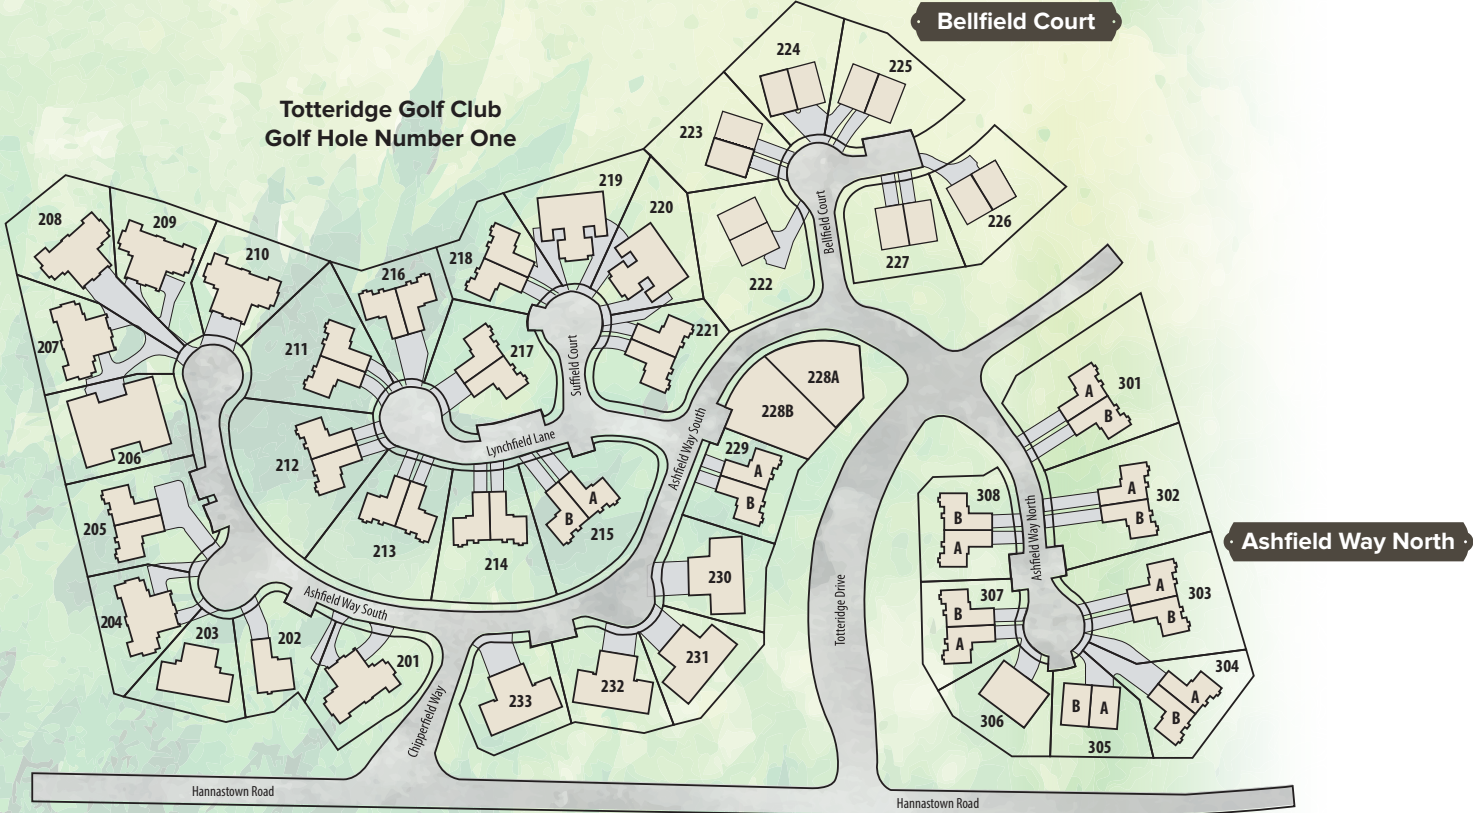 Bellfield Court
Totteridge Golf Club
Golf Hole Number One
224
225
223
226
227
222
Bellfield Court
208
209
210
207
206
205
204
203
202
201
211
212
213
214
215
A
B
216
217
218
219
220
221
Suffield Court
Lynchfield Lane
Ashfield Way South
Ashfield Way South
228A
228B
229
A
B
230
231
232
233
Chipperfield Way
Totteridge Drive
301
A
B
302
A
B
303
A
B
304
A
B
305
B
A
306
307
B
A
308
B
A
Ashfield Way North
Ashfield Way North
Hannastown Road
Hannastown Road